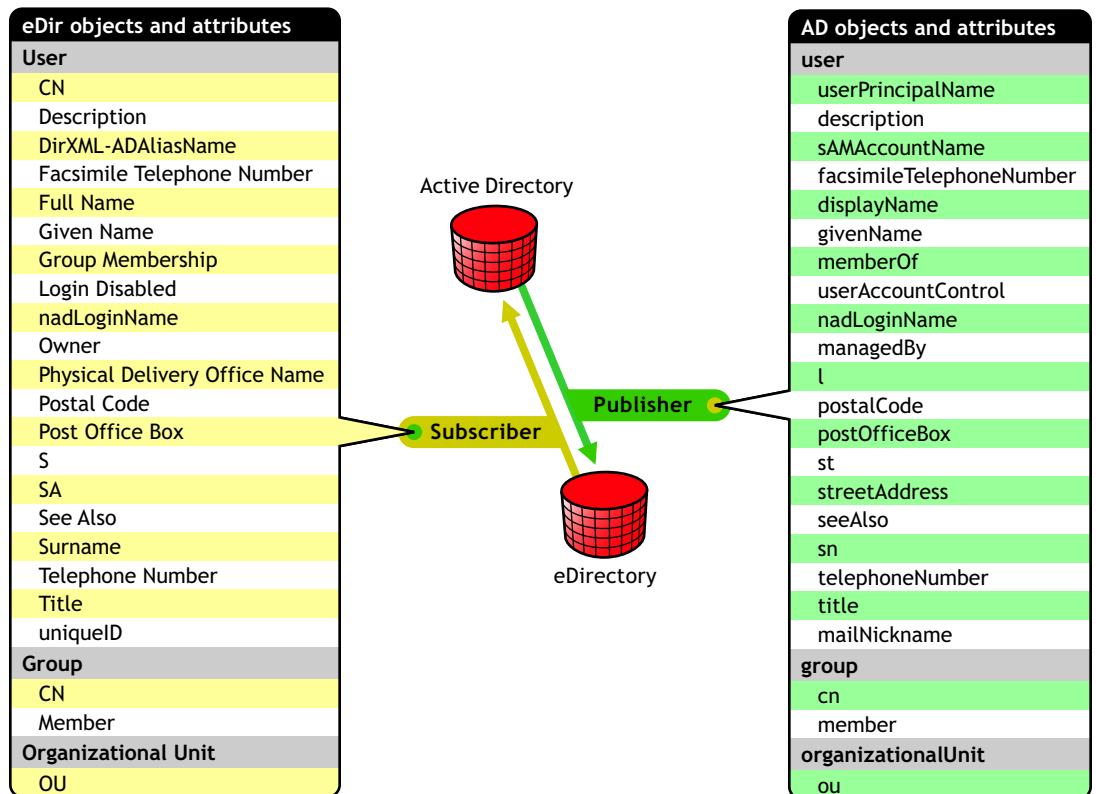 eDir objects and attributes
User
CN
Description
DirXML-ADAliasName
Facsimile Telephone Number
Full Name
Given Name
Group Membership
Login Disabled
nadLoginName
Owner
Physical Delivery Office Name
Postal Code
Post Office Box
S
SA
See Also
Surname
Telephone Number
Title
uniqueID
Group
CN
Member
Organizational Unit
OU
Active Directory
Publisher
Subscriber
eDirectory
AD objects and attributes
user
userPrincipalName
description
sAMAccountName
facsimileTelephoneNumber
displayName
givenName
memberOf
userAccountControl
nadLoginName
managedBy
l
postalCode
postOfficeBox
st
streetAddress
seeAlso
sn
telephoneNumber
title
mailNickname
group
cn
member
organizationalUnit
ou